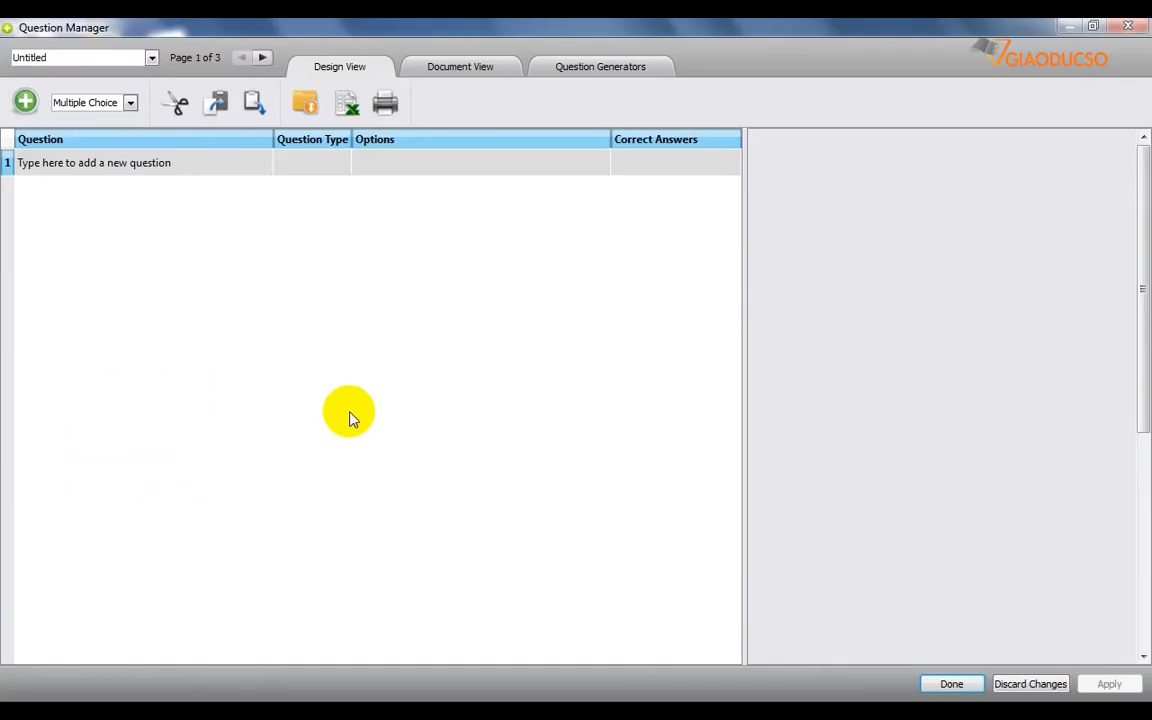 Question Manager
Untitled
Page 1 of 3
Design View
Document View
Question Generators
GIAODUCSO
Multiple Choice
Question
Question Type
Options
Correct Answers
1
Type here to add a new question
Done
Discard Changes
Apply